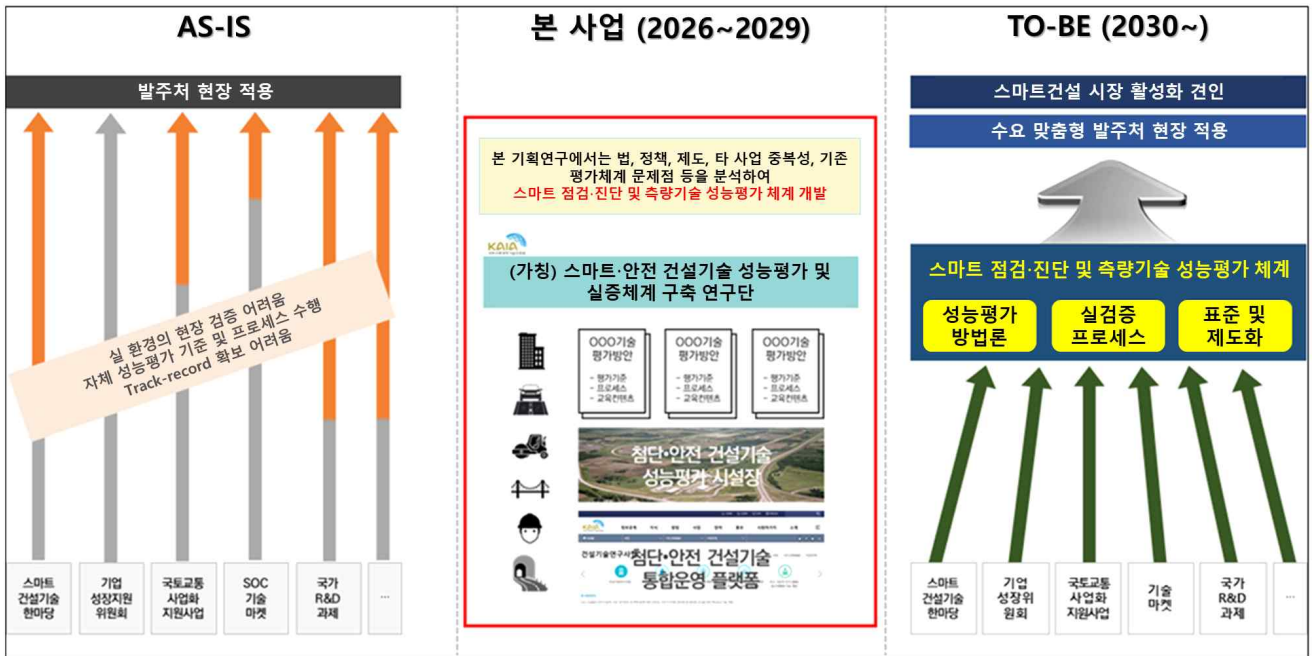 AS-IS
발주처 현장 적용
실 환경의 현장 검증 어려움
자체 성능평가 기준 및 프로세스 수행
Track-record 확보 어려움
스마트
건설기술
한마당
기업
성장지원
위원회
국토교통
사업화
지원사업
SOC
기술
마켓
국가
R&D
과제
...
본 사업 (2026~2029)
본 기획연구에서는 법, 정책, 제도, 타 사업 중복성, 기존
평가체계 문제점 등을 분석하여
스마트 점검·진단 및 측량기술 성능평가 체계 개발
KAIA
(가칭) 스마트·안전 건설기술 성능평가 및
실증체계 구축 연구단
OOO기술
평가방안
- 평가기준
- 프로세스
- 교육컨텐츠
OOO기술
평가방안
- 평가기준
- 프로세스
- 교육컨텐츠
OOO기술
평가방안
- 평가기준
- 프로세스
- 교육컨텐츠
첨단•안전 건설기술
성능평가 시설장
KAIA
건설기술연구사
첨단•안전 건설기술
통합운영 플랫폼
TO-BE (2030~)
스마트건설 시장 활성화 견인
수요 맞춤형 발주처 현장 적용
스마트 점검·진단 및 측량기술 성능평가 체계
성능평가
방법론
실검증
프로세스
표준 및
제도화
스마트
건설기술
한마당
기업
성장위
원회
국토교통
사업화
지원사업
기술
마켓
국가
R&D
과제
...